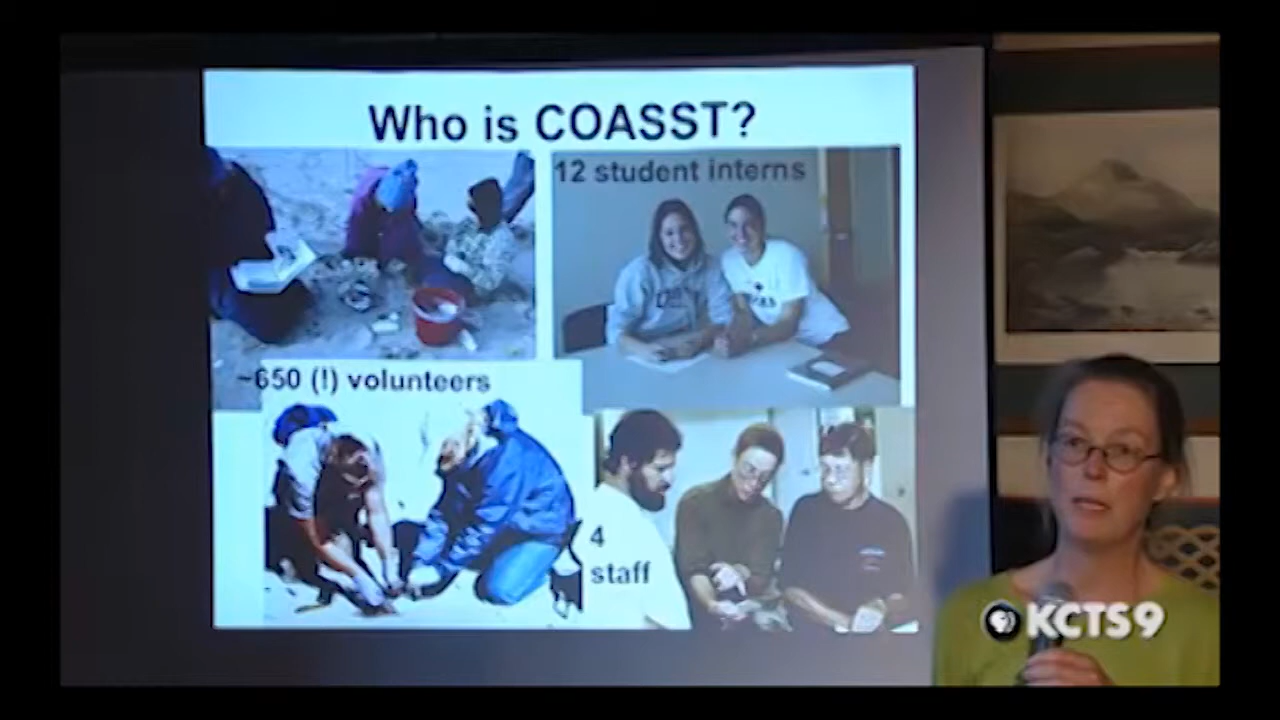 Who is COASST?
12 student interns
~650 (!) volunteers
4
staff
KCTS9